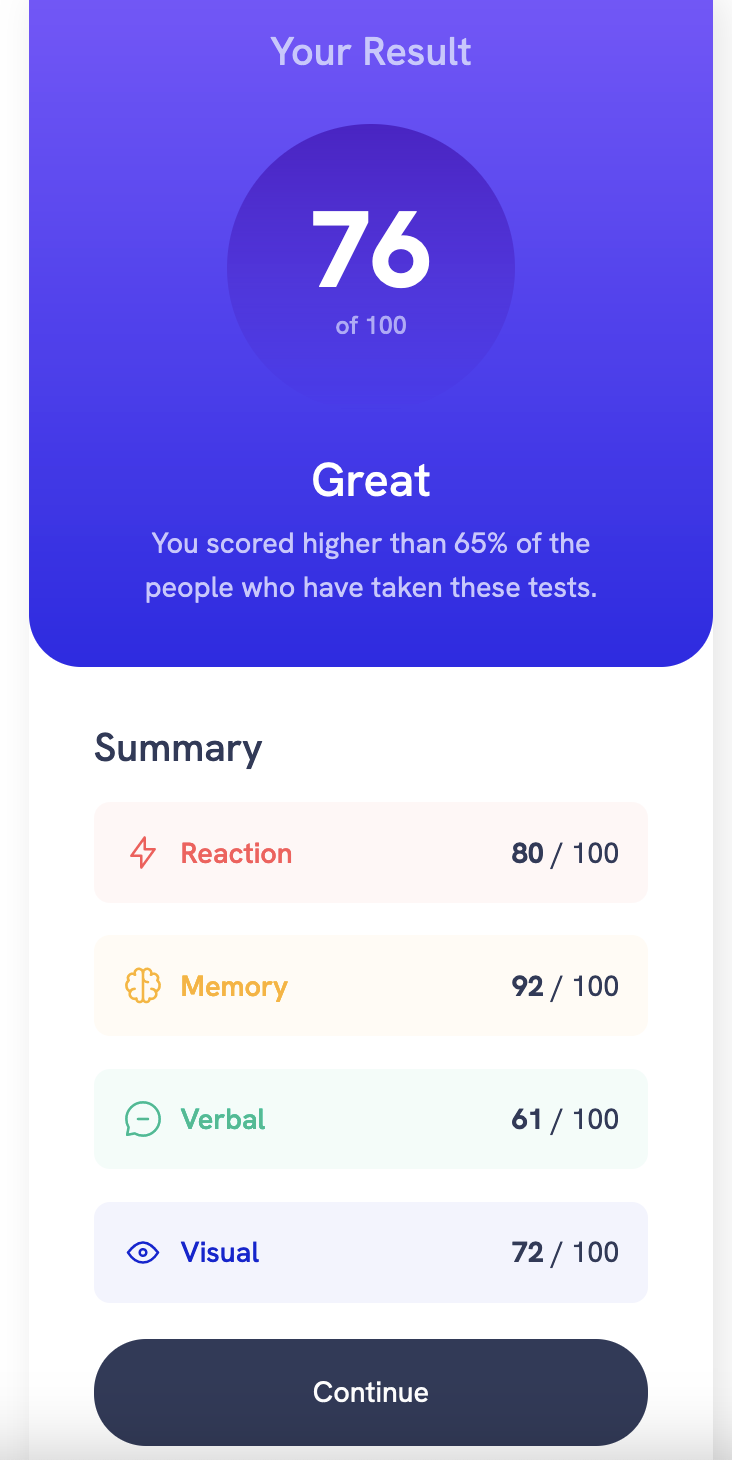 Your Result
76
of 100
Great
You scored higher than 65% of the
people who have taken these tests.
Summary
Reaction 80 / 100
Memory 92 / 100
Verbal 61 / 100
Visual 72 / 100
Continue